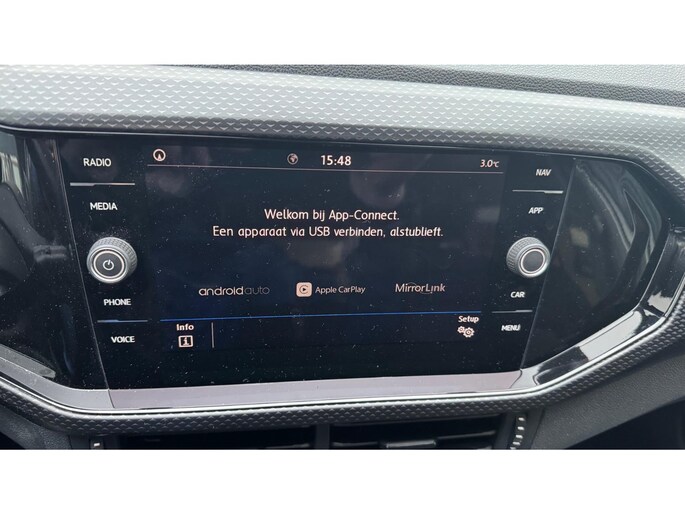 RADIO
15:48
3.0°C
NAV
MEDIA
APP
Welkom bij App-Connect.
Een apparaat via USB verbinden, alstublieft.
androidauto
Apple CarPlay
MirrorLink
PHONE
CAR
VOICE
Info
Setup
MENU